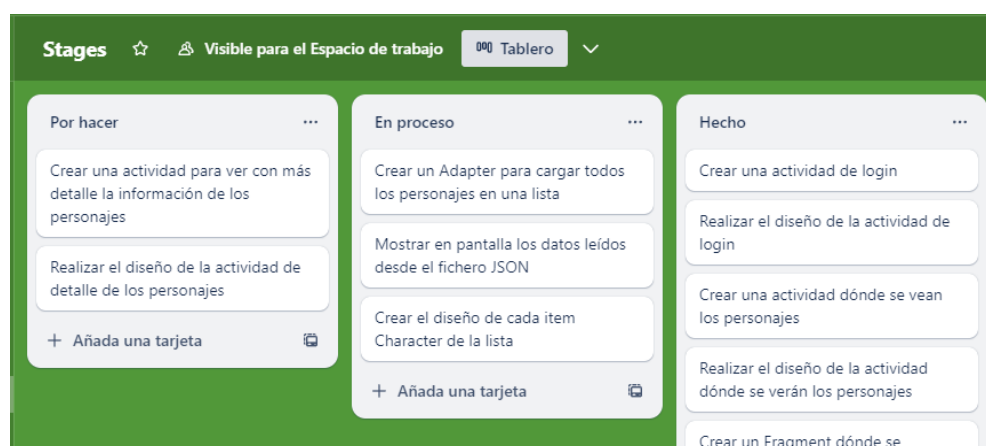 Stages
Visible para el Espacio de trabajo
Tablero
Por hacer
Crear una actividad para ver con más
detalle la información de los
personajes
Realizar el diseño de la actividad de
detalle de los personajes
Añada una tarjeta
En proceso
Crear un Adapter para cargar todos
los personajes en una lista
Mostrar en pantalla los datos leídos
desde el fichero JSON
Crear el diseño de cada item
Character de la lista
Añada una tarjeta
Hecho
Crear una actividad de login
Realizar el diseño de la actividad de
login
Crear una actividad dónde se vean
los personajes
Realizar el diseño de la actividad
dónde se verán los personajes
Crear un Fragment dónde se